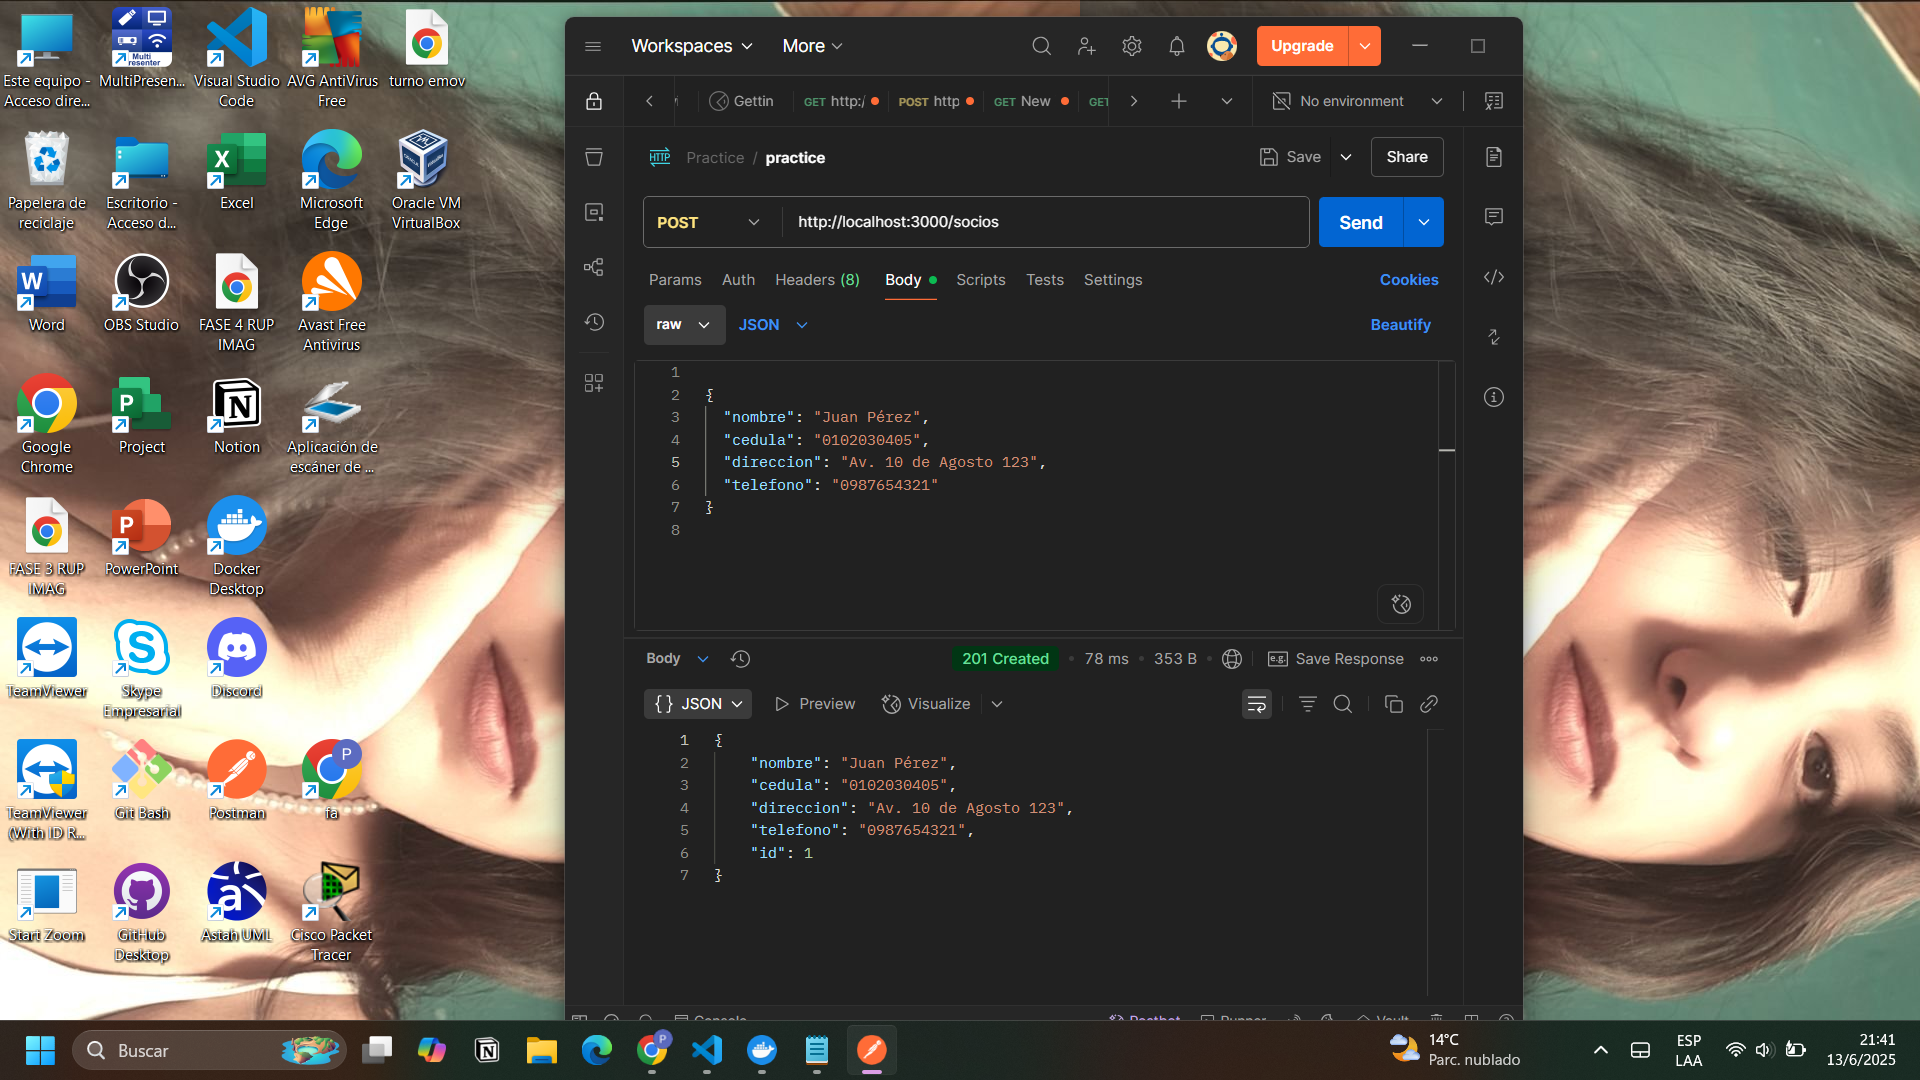 Este equipo - Acceso dire...
MultiPresen...
Multi Presenter
Visual Studio Code
AVG AntiVirus Free
turno emov
Papelera de reciclaje
Escritorio - Acceso d...
Excel
Microsoft Edge
Oracle VM VirtualBox
Word
OBS Studio
FASE 4 RUP IMAG
Avast Free Antivirus
Google Chrome
Project
Notion
Aplicación de escáner de ...
FASE 3 RUP IMAG
PowerPoint
Docker Desktop
TeamViewer
Skype Empresarial
Discord
TeamViewer (With ID R...
Git Bash
Postman
P
fa
Start Zoom
GitHub Desktop
Astah UML
Cisco Packet Tracer
Workspaces
More
Upgrade
Gettin
GET http:/
POST http
GET New
GET
No environment
HTTP
Practice / practice
Save
Share
POST
http://localhost:3000/socios
Send
Params
Auth
Headers (8)
Body
Scripts
Tests
Settings
Cookies
raw
JSON
Beautify
1
2 {
3 "nombre": "Juan Pérez",
4 "cedula": "0102030405",
5 "direccion": "Av. 10 de Agosto 123",
6 "telefono": "0987654321"
7 }
8
Body
201 Created • 78 ms • 353 B
e.g. Save Response
{} JSON
Preview
Visualize
1 {
2 "nombre": "Juan Pérez",
3 "cedula": "0102030405",
4 "direccion": "Av. 10 de Agosto 123",
5 "telefono": "0987654321",
6 "id": 1
7 }
Console
Postbot
Runner
Vault
Buscar
P
14°C
Parc. nublado
ESP
LAA
21:41
13/6/2025